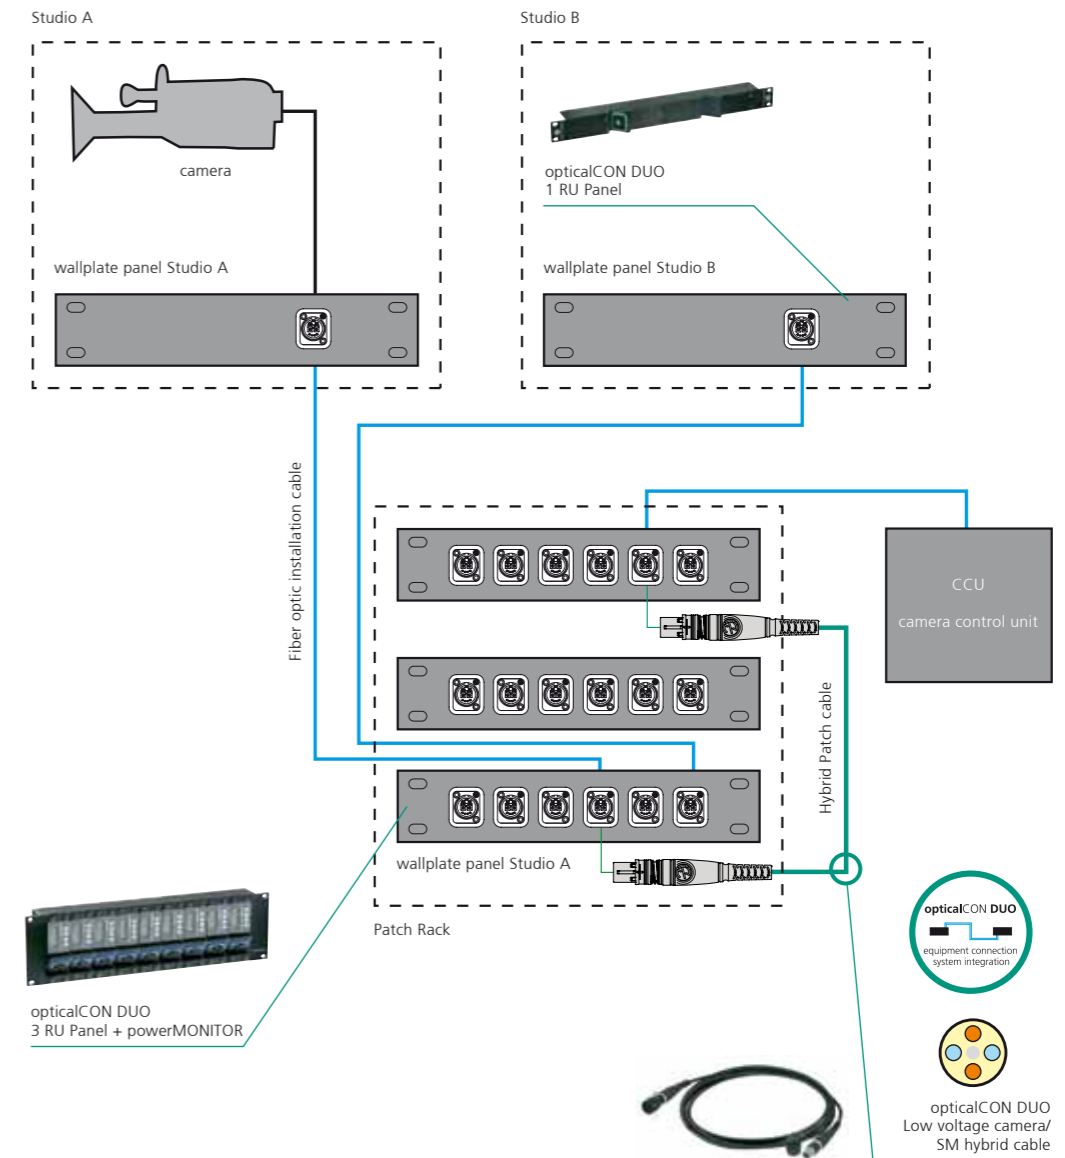 Studio A
Studio B
camera
opticalCON DUO
1 RU Panel
wallplate panel Studio A
wallplate panel Studio B
Fiber optic installation cable
CCU
camera control unit
Hybrid Patch cable
wallplate panel Studio A
Patch Rack
opticalCON DUO
equipment connection
system integration
opticalCON DUO
3 RU Panel + powerMONITOR
opticalCON DUO
Low voltage camera/
SM hybrid cable